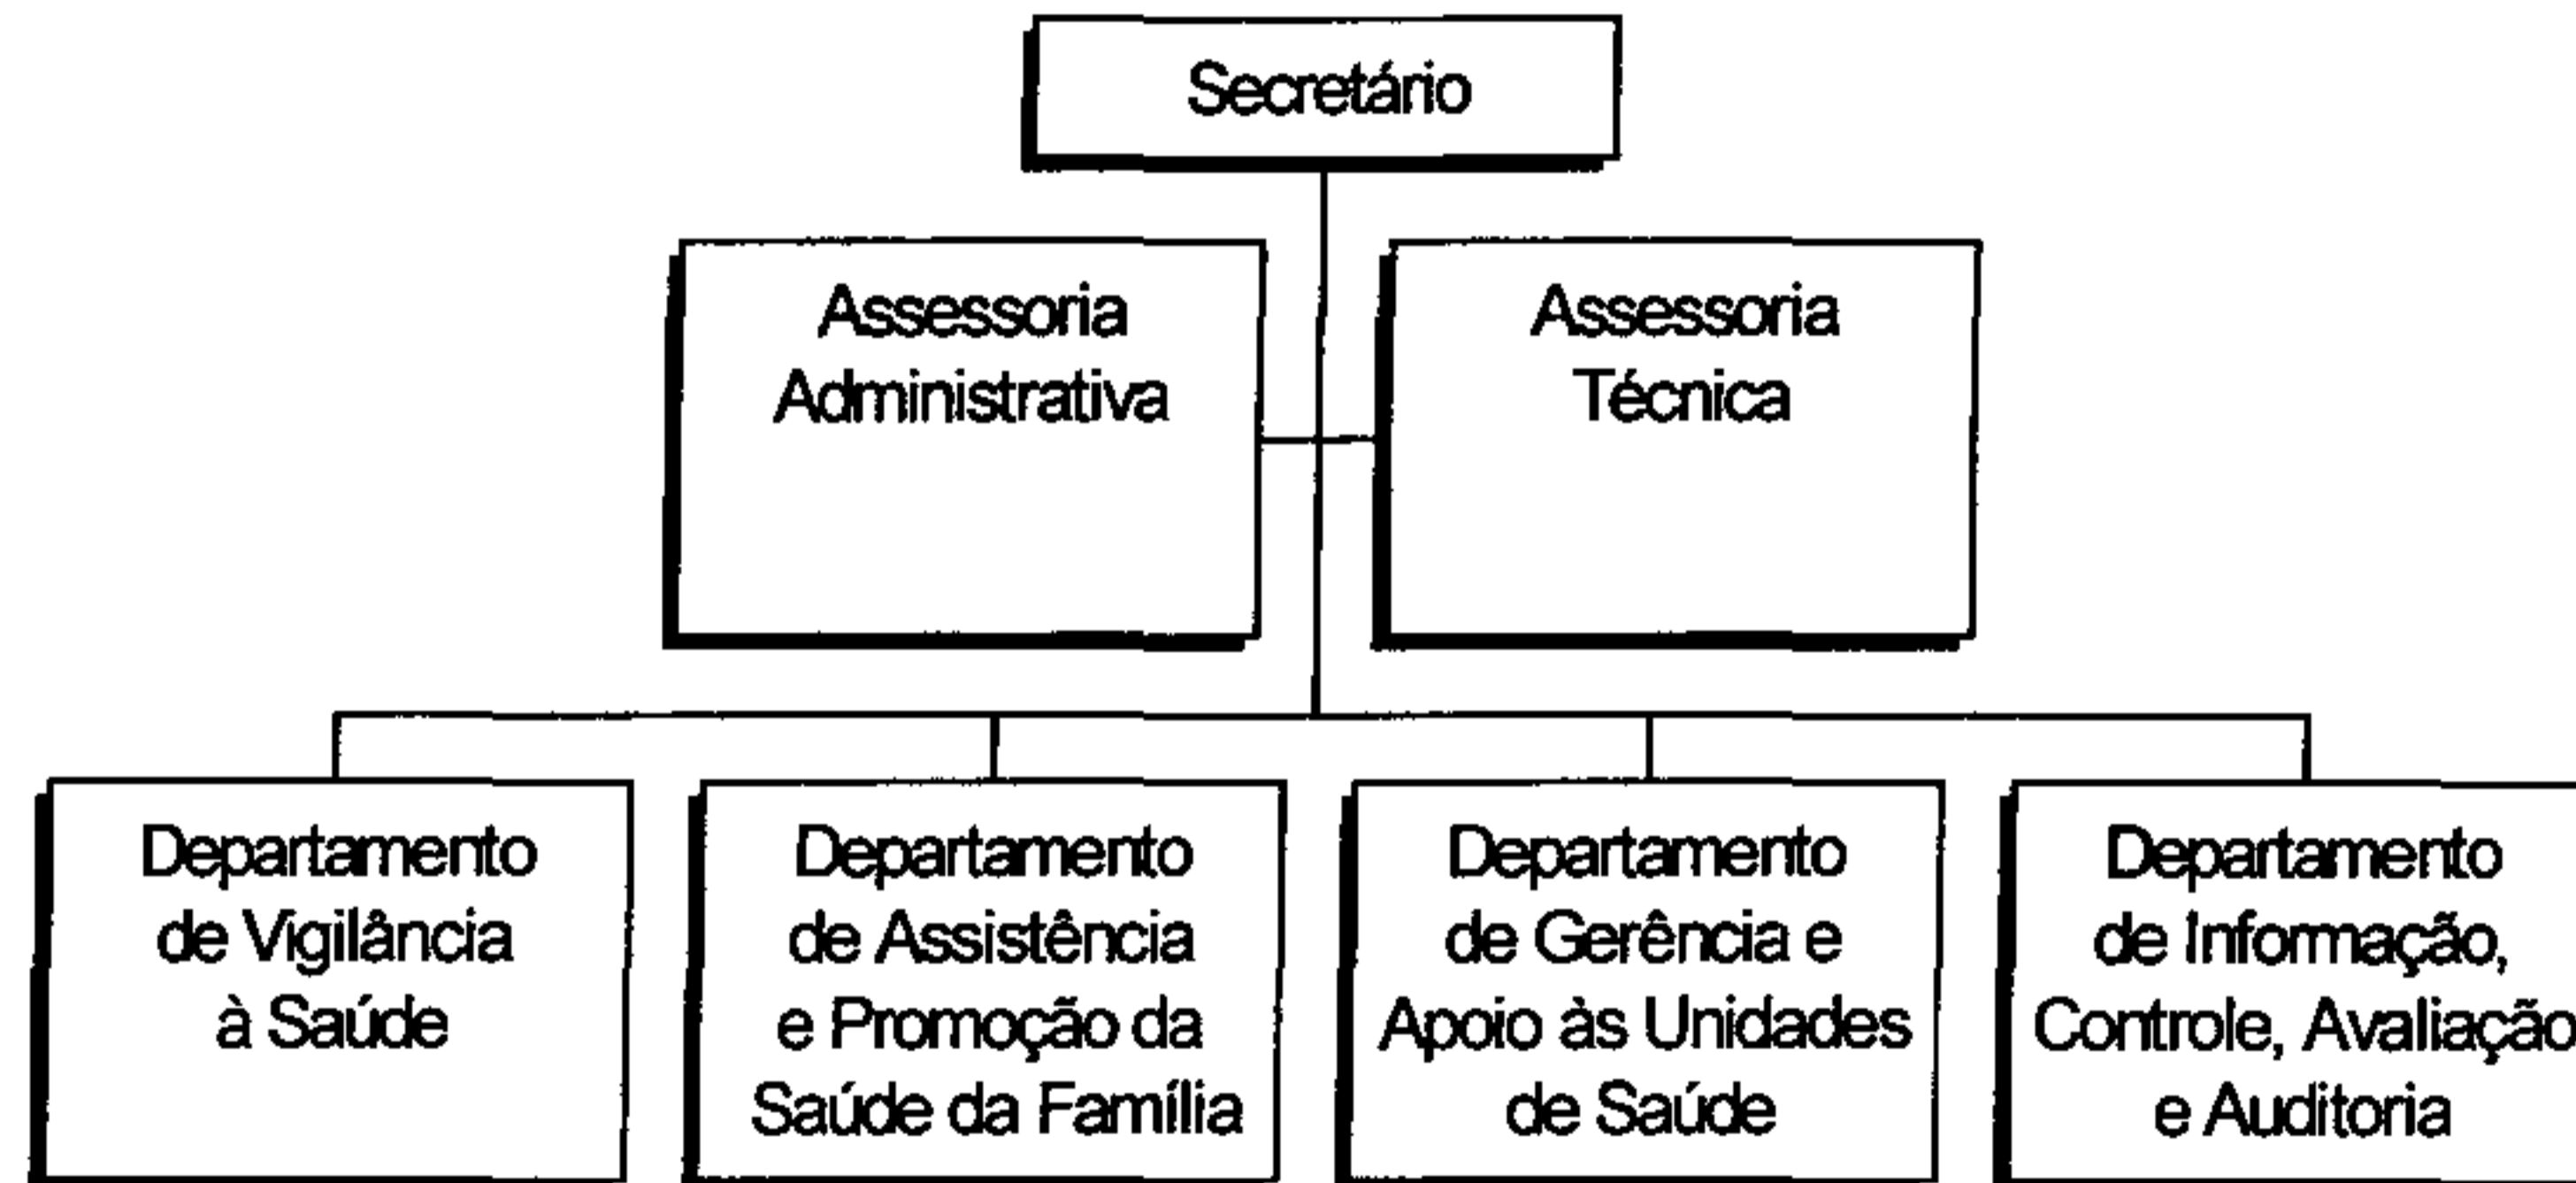 Secretário
Assessoria
Administrativa
Assessoria
Técnica
Departamento
de Vigilância
à Saúde
Departamento
de Assistência
e Promoção da
Saúde da Família
Departamento
de Gerência e
Apoio às Unidades
de Saúde
Departamento
de Informação,
Controle, Avaliação
e Auditoria